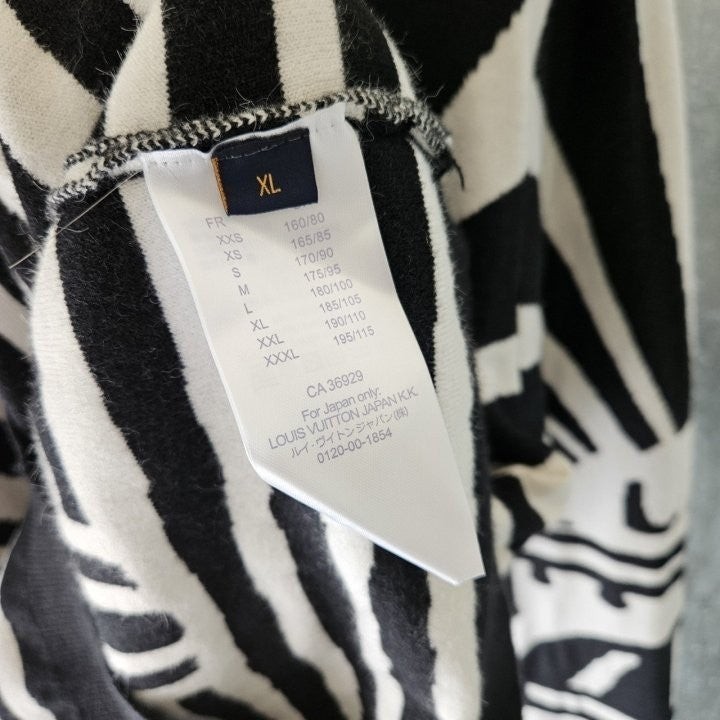 XL
FR
XXS 160/80
XS 165/85
S 170/90
M 175/95
L 180/100
XL 185/105
XXL 190/110
XXXL 195/115
CA 36929
For Japan only:
LOUIS VUITTON JAPAN K.K.
ルイ・ヴィトンジャパン(株)
0120-00-1854